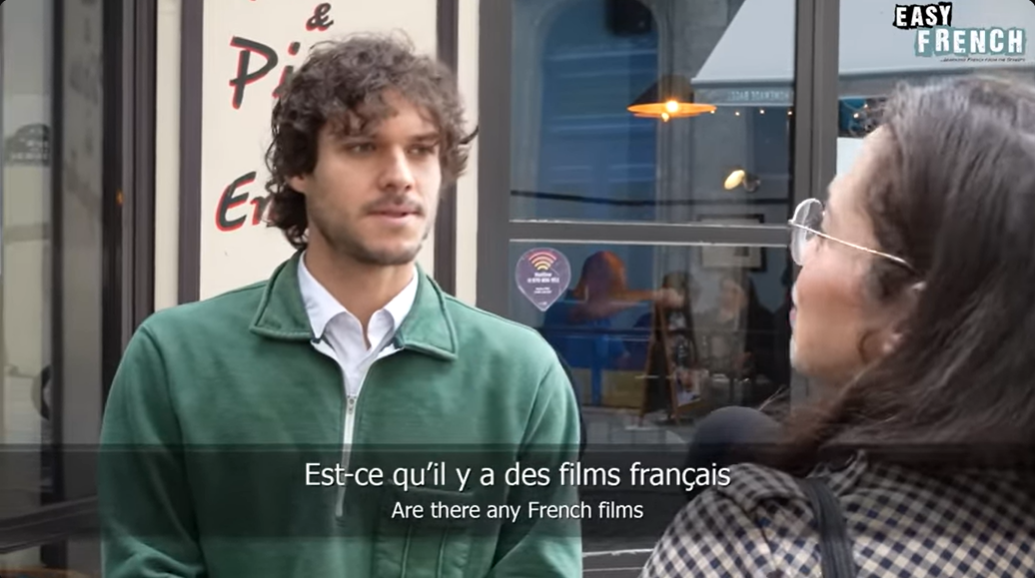 EASY
FRENCH
&
Pi
En
Est-ce qu'il y a des films français
Are there any French films